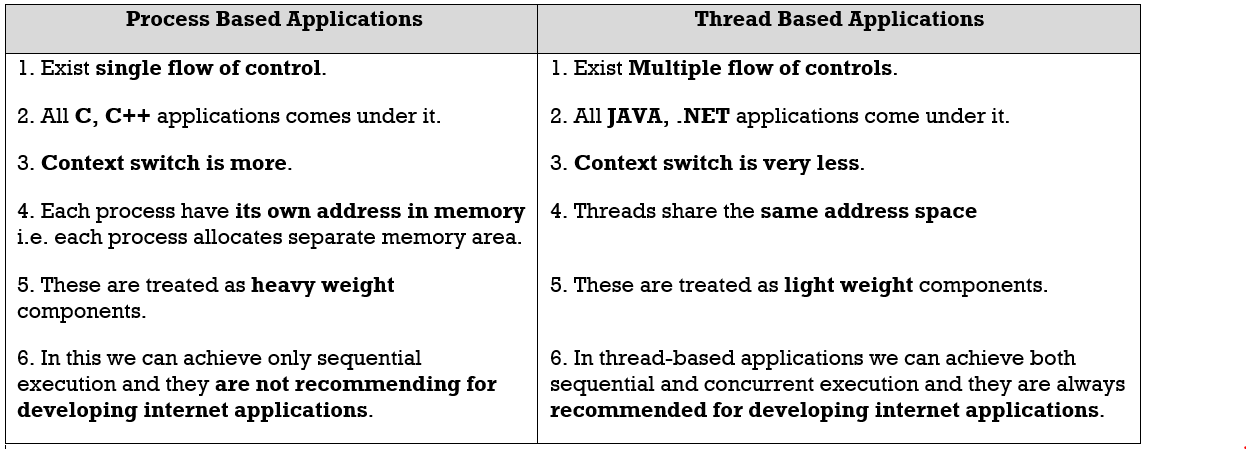 Process Based Applications
Thread Based Applications
1. Exist single flow of control.
2. All C, C++ applications comes under it.
3. Context switch is more.
4. Each process have its own address in memory
i.e. each process allocates separate memory area.
5. These are treated as heavy weight
components.
6. In this we can achieve only sequential
execution and they are not recommending for
developing internet applications.
1. Exist Multiple flow of controls.
2. All JAVA, .NET applications come under it.
3. Context switch is very less.
4. Threads share the same address space
5. These are treated as light weight components.
6. In thread-based applications we can achieve both
sequential and concurrent execution and they are always
recommended for developing internet applications.